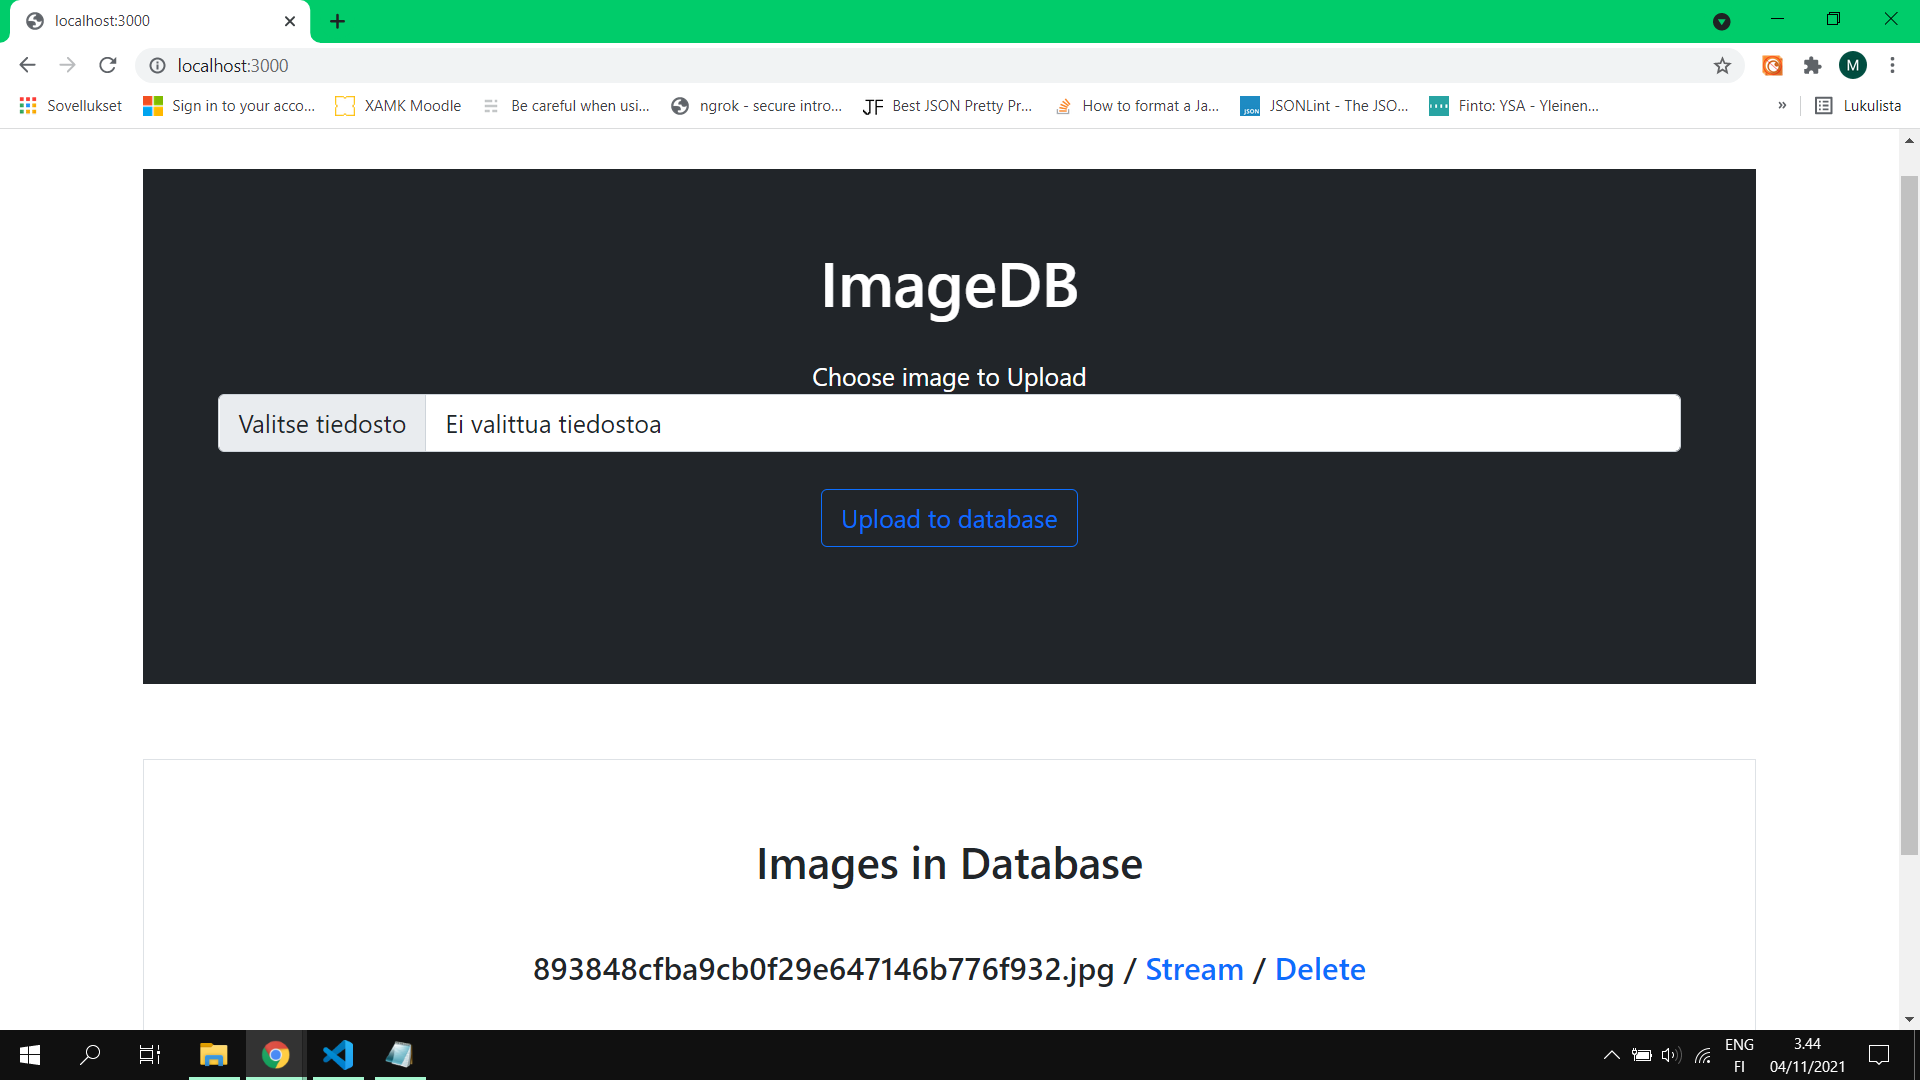 localhost:3000
localhost:3000
M
Sovellukset
Sign in to your acco...
XAMK Moodle
Be careful when usi...
ngrok - secure intro...
JF Best JSON Pretty Pr...
How to format a Ja...
JSON JSONLint - The JSO...
Finto: YSA - Yleinen...
»
Lukulista
ImageDB
Choose image to Upload
Valitse tiedosto
Ei valittua tiedostoa
Upload to database
Images in Database
893848cfba9cb0f29e647146b776f932.jpg / Stream / Delete
ENG
FI
3.44
04/11/2021